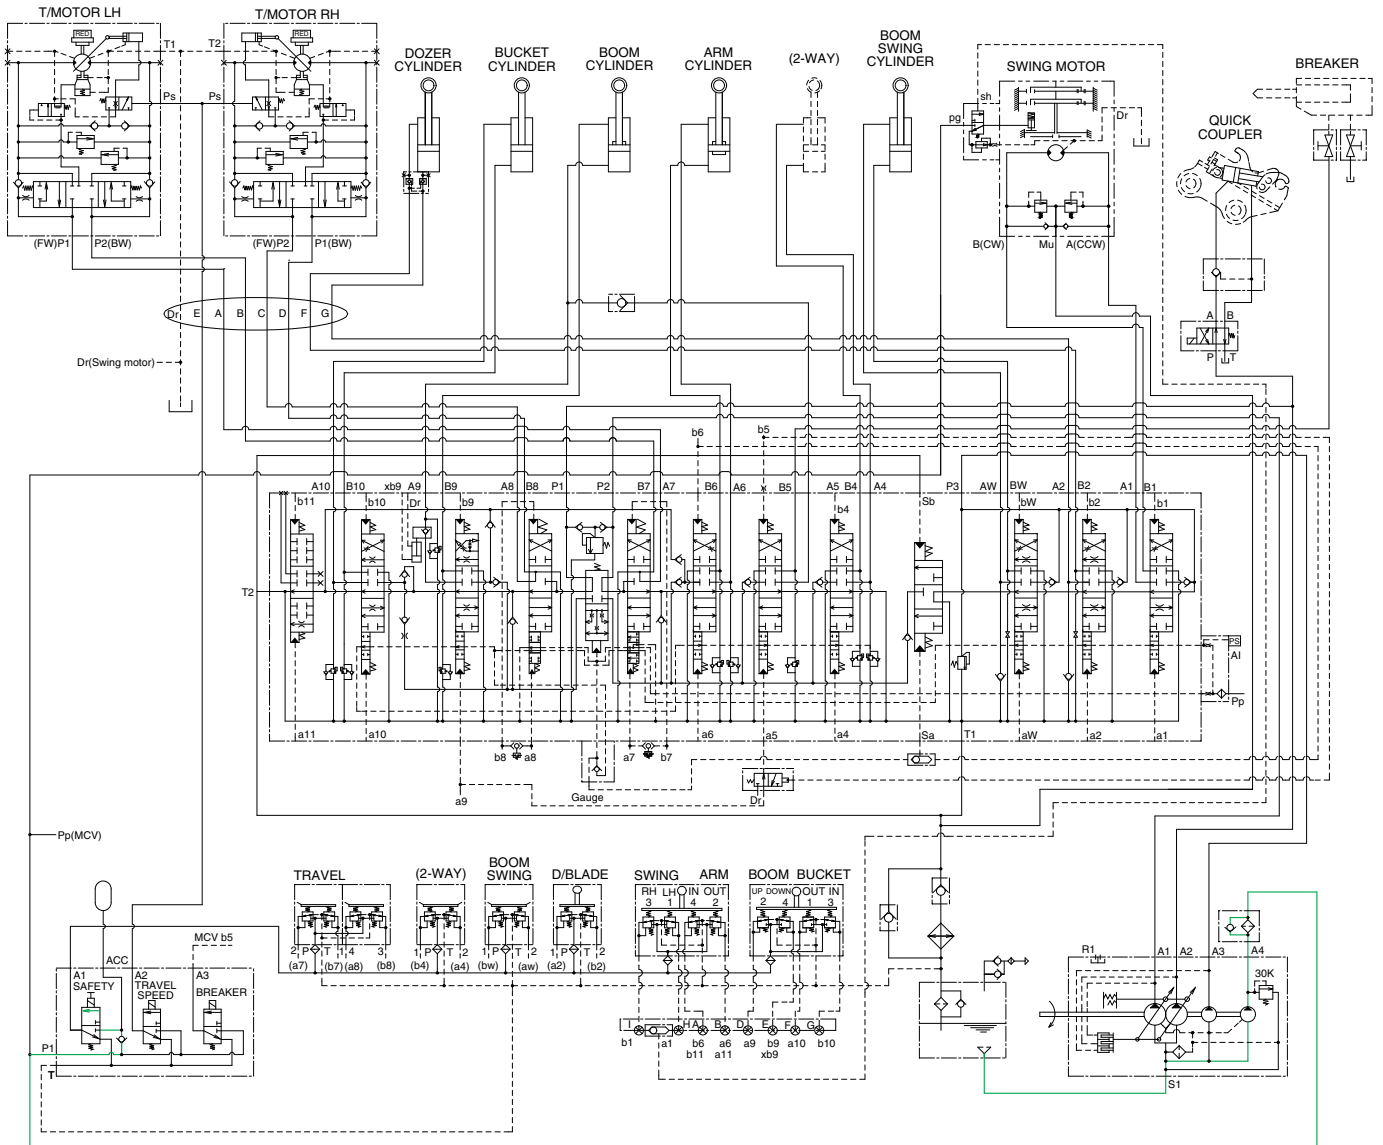 T/MOTOR LH
T/MOTOR RH
RED
RED
T1
T2
Ps
Ps
(FW)P1
P2(BW)
(FW)P2
P1(BW)
DOZER
CYLINDER
BUCKET
CYLINDER
BOOM
CYLINDER
ARM
CYLINDER
(2-WAY)
BOOM
SWING
CYLINDER
SWING MOTOR
sh
pg
Dr
B(CW)
Mu
A(CCW)
QUICK
COUPLER
A
B
P
T
BREAKER
Dr
E
A
B
C
D
F
G
Dr(Swing motor)
b6
b5
A10
B10
xb9
A9
B9
A8
B8
P1
P2
B7
A7
B6
A6
x
B5
A5
B4
A4
P3
AW
BW
A2
B2
A1
B1
b11
b10
Dr
b9
b4
Sb
bW
b2
b1
T2
PS
AI
Pp
a11
a10
b8
a8
a7
b7
a6
a5
a4
Sa
T1
aW
a2
a1
a9
Gauge
Dr
Pp(MCV)
MCV b5
ACC
A1
SAFETY
A2
TRAVEL
SPEED
A3
BREAKER
P1
T
TRAVEL
2
P
T
1
4
3
(a7)
(b7)
(a8)
(b8)
(2-WAY)
1
P
T
2
(b4)
(a4)
BOOM
SWING
1
P
T
2
(bw)
(aw)
D/BLADE
1
P
T
2
(a2)
(b2)
SWING
ARM
RH
LH
IN
OUT
3
1
4
2
BOOM
BUCKET
UP
DOWN
OUT
IN
2
4
1
3
I
H
A
B
D
E
F
G
b1
a1
b6
a6
a9
b9
a10
b10
b11
a11
xb9
R1
A1
A2
A3
A4
30K
S1